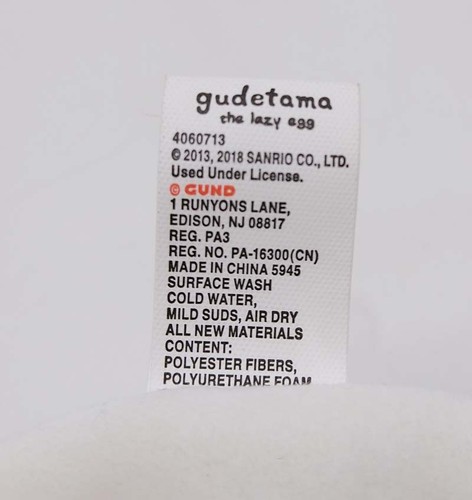 gudetama
the lazy egg
4060713
© 2013, 2018 SANRIO CO., LTD.
Used Under License.
© GUND
1 RUNYONS LANE,
EDISON, NJ 08817
REG. PA3
REG. NO. PA-16300(CN)
MADE IN CHINA 5945
SURFACE WASH
COLD WATER,
MILD SUDS, AIR DRY
ALL NEW MATERIALS
CONTENT:
POLYESTER FIBERS,
POLYURETHANE FOAM